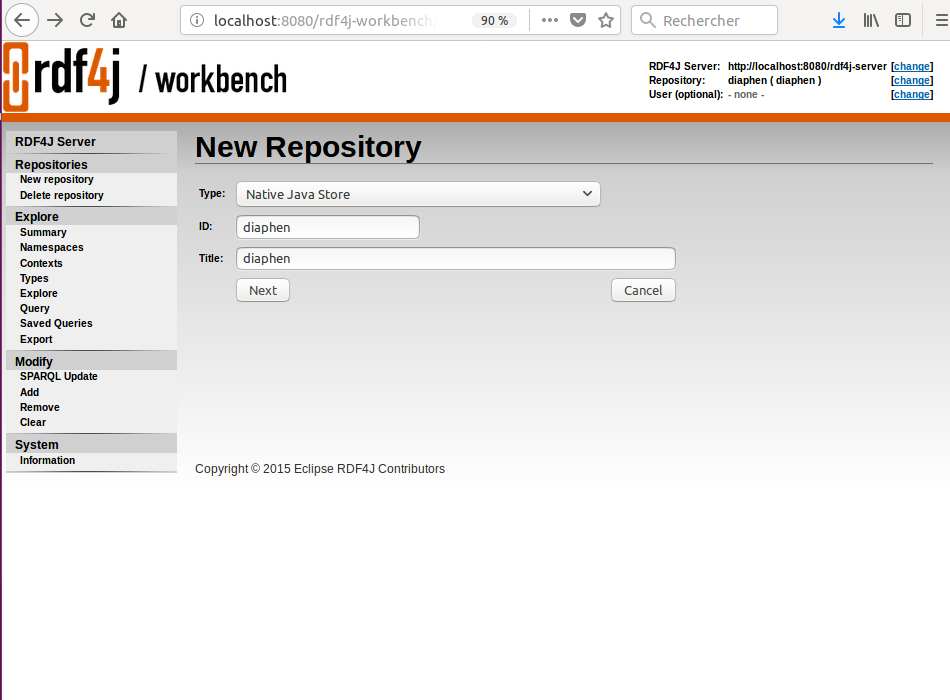 localhost:8080/rdf4j-workbench/ 90 % Rechercher
rdf4j / workbench
RDF4J Server: http://localhost:8080/rdf4j-server [change]
Repository: diaphen ( diaphen ) [change]
User (optional): - none - [change]
RDF4J Server
Repositories
New repository
Delete repository
Explore
Summary
Namespaces
Contexts
Types
Explore
Query
Saved Queries
Export
Modify
SPARQL Update
Add
Remove
Clear
System
Information
New Repository
Type: Native Java Store
ID: diaphen
Title: diaphen
Next Cancel
Copyright © 2015 Eclipse RDF4J Contributors